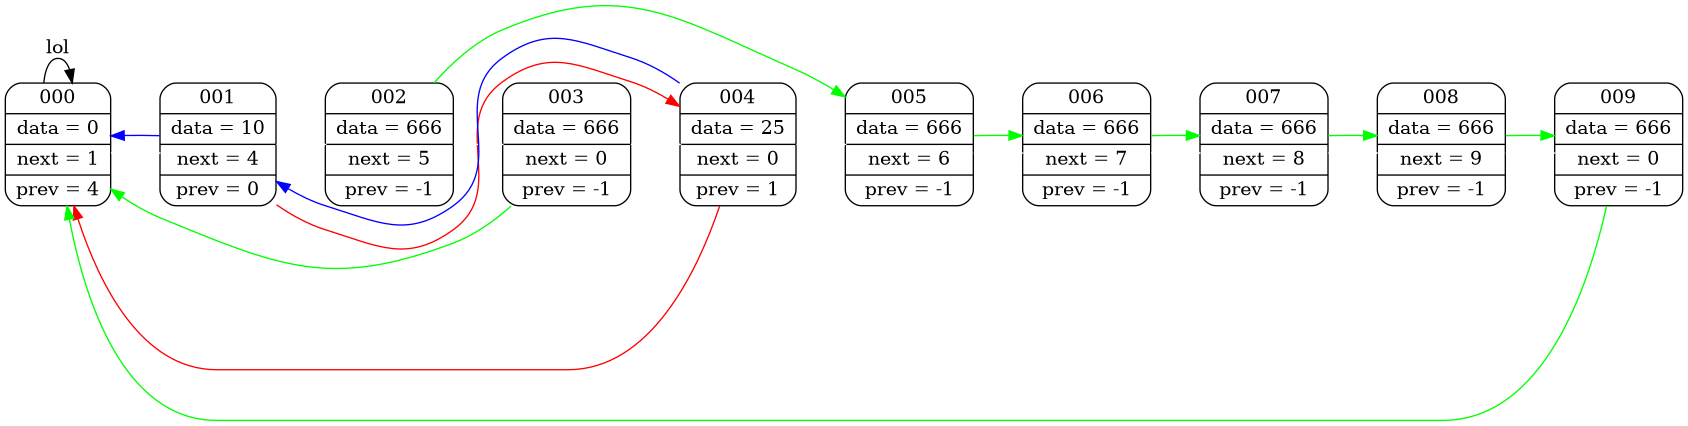 lol
000
data = 0
next = 1
prev = 4
001
data = 10
next = 4
prev = 0
002
data = 666
next = 5
prev = -1
003
data = 666
next = 0
prev = -1
004
data = 25
next = 0
prev = 1
005
data = 666
next = 6
prev = -1
006
data = 666
next = 7
prev = -1
007
data = 666
next = 8
prev = -1
008
data = 666
next = 9
prev = -1
009
data = 666
next = 0
prev = -1